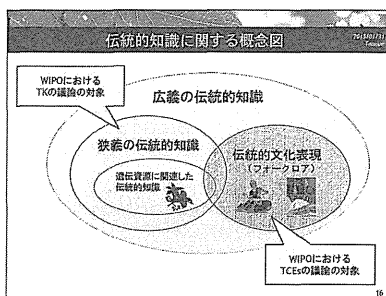 伝統的知識に関する概念図
WIPOにおける
TKの議論の対象
広義の伝統的知識
狭義の伝統的知識
遺伝資源に関連した
伝統的知識
伝統的文化表現
(フォークロア)
WIPOにおける
TCEsの議論の対象
16